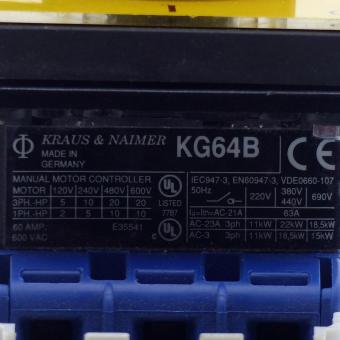 KRAUS & NAIMER KG64B CE
MADE IN
GERMANY
MANUAL MOTOR CONTROLLER
MOTOR 120V 240V 480V 600V
3PH.-HP 5 10 20 20
1PH.-HP 2 5 10 10
60 AMP. E35541
600 VAC
UL
LISTED
77B7
c UL
IEC947-3, EN60947-3, VDE0660-107
50Hz 220V 380V 440V 690V
Iu=Ith=AC-21A 63A
AC-23A 3ph 11kW 22kW 18,5kW
AC-3 3ph 11kW 18,5kW 15kW